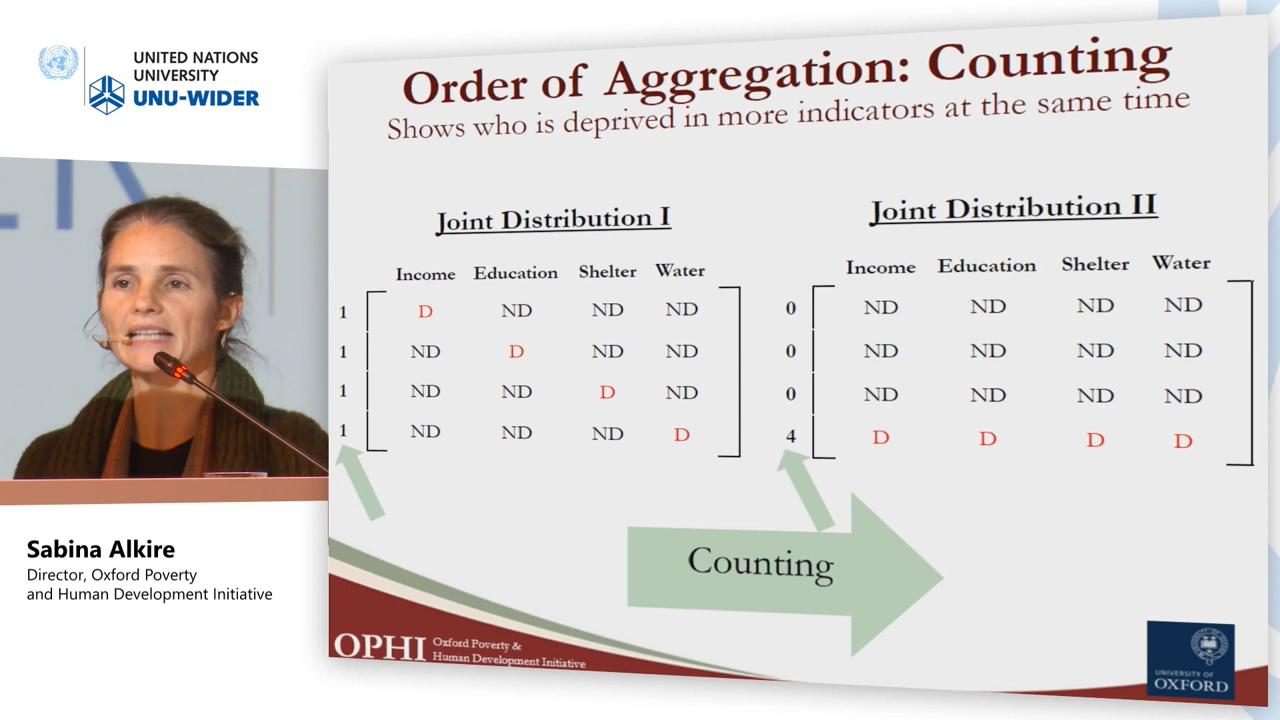 UNITED NATIONS
UNIVERSITY
UNU-WIDER
Sabina Alkire
Director, Oxford Poverty
and Human Development Initiative
Order of Aggregation: Counting
Shows who is deprived in more indicators at the same time
Joint Distribution I
Income Education Shelter Water
1 D ND ND ND
1 ND D ND ND
1 ND ND D ND
1 ND ND ND D
Joint Distribution II
Income Education Shelter Water
0 ND ND ND ND
0 ND ND ND ND
0 ND ND ND ND
4 D D D D
Counting
OPHI Oxford Poverty &
Human Development Initiative
UNIVERSITY OF
OXFORD